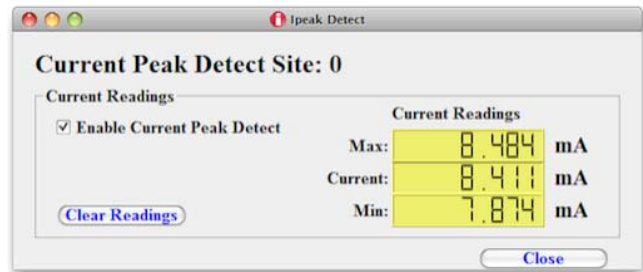 Ipeak Detect
Current Peak Detect Site: 0
Current Readings
Enable Current Peak Detect
Current Readings
Max: 8.484 mA
Current: 8.411 mA
Min: 7.874 mA
Clear Readings
Close